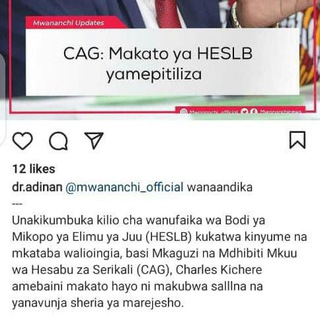 Mwananchi Updates
CAG: Makato ya HESLB
yamepitiliza
mwananchi_official
Mwananchinews
12 likes
dr.adinan @mwananchi_official wanaandika
---
Unakikumbuka kilio cha wanufaika wa Bodi ya
Mikopo ya Elimu ya Juu (HESLB) kukatwa kinyume na
mkataba walioingia, basi Mkaguzi na Mdhibiti Mkuu
wa Hesabu za Serikali (CAG), Charles Kichere
amebaini makato hayo ni makubwa salllna na
yanavunja sheria ya marejesho.